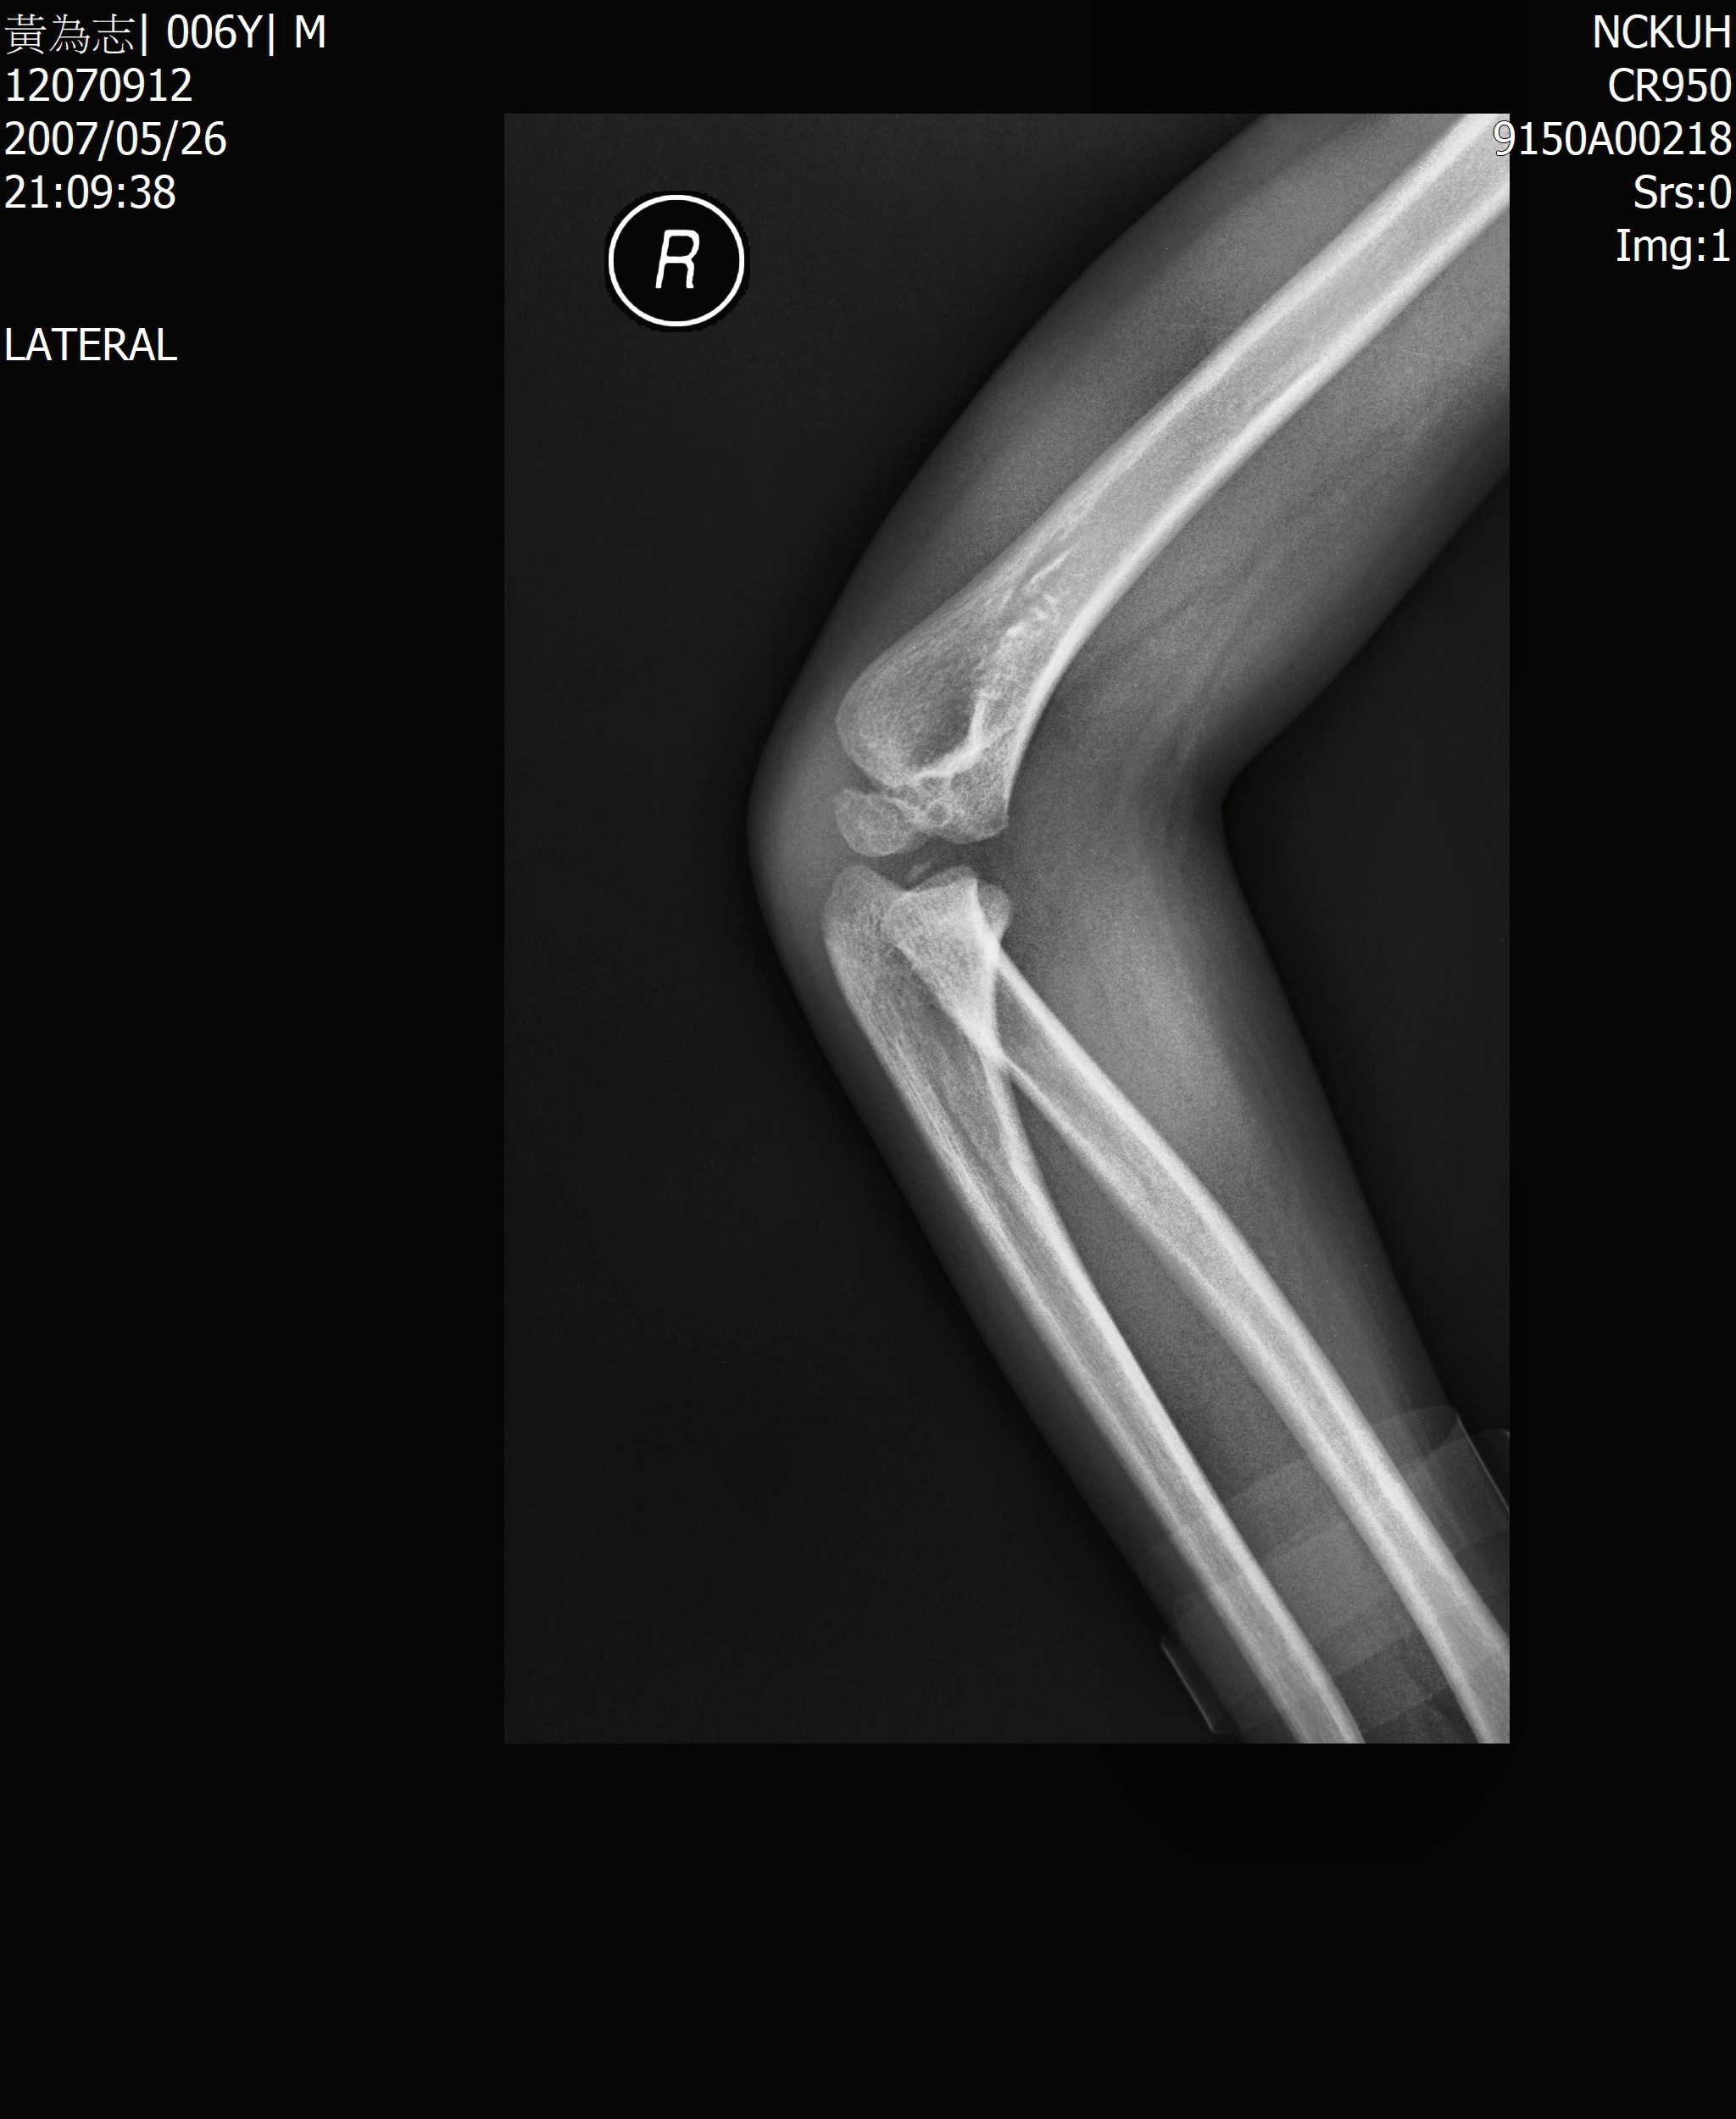 黃為志| 006Y| M
12070912
2007/05/26
21:09:38
LATERAL
NCKUH
CR950
9150A00218
Srs:0
Img:1
R